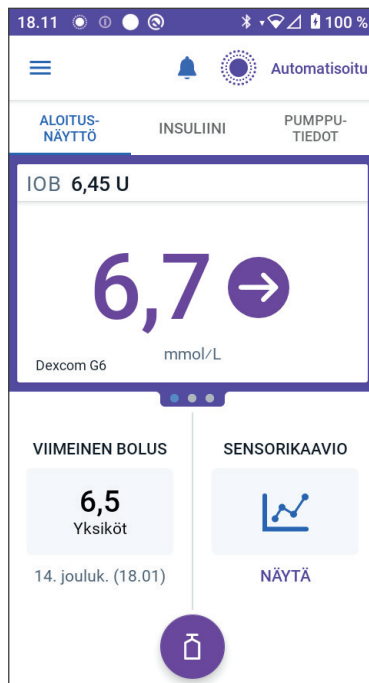 18.11 100 %
Automatisoitu
ALOITUS-
NÄYTTÖ
INSULIINI
PUMPPU-
TIEDOT
IOB 6,45 U
6,7
mmol/L
Dexcom G6
VIIMEINEN BOLUS
6,5
Yksiköt
14. jouluk. (18.01)
SENSORIKAAVIO
NÄYTÄ